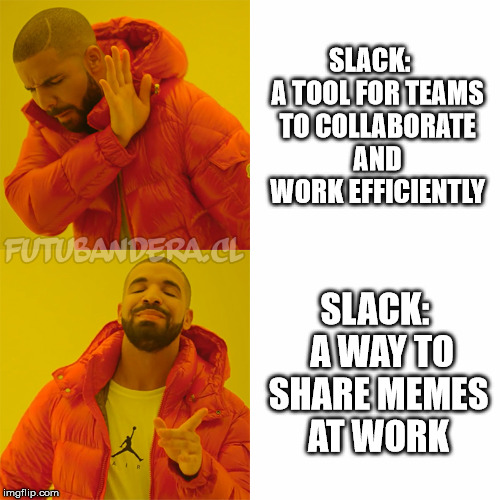 SLACK:
A TOOL FOR TEAMS
TO COLLABORATE
AND
WORK EFFICIENTLY
FUTUBANDERA.CL
SLACK:
A WAY TO
SHARE MEMES
AT WORK
AIR
imgflip.com